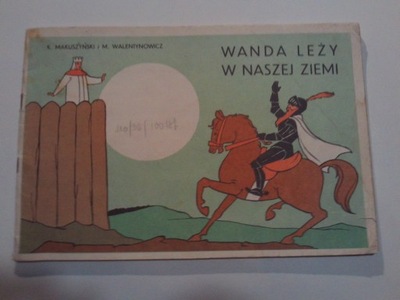 K. MAKUSZYŃSKI i M. WALENTYNOWICZ
WANDA LEŻY
W NASZEJ ZIEMI